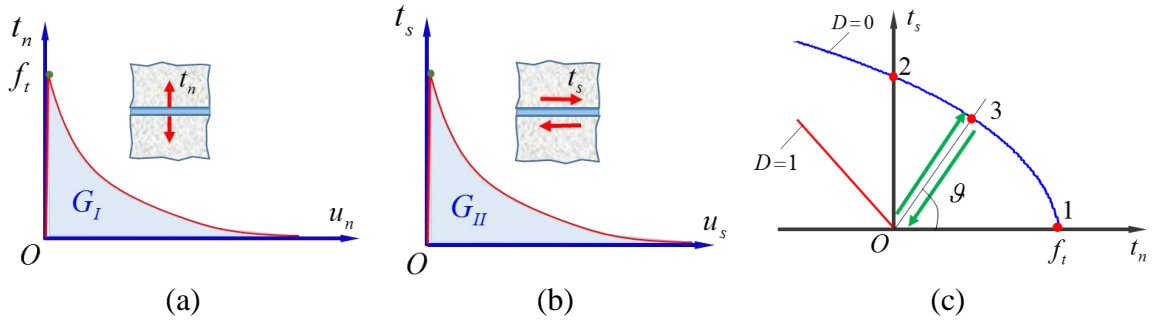 t_n
f_t
t_n
G_I
u_n
O
(a)
t_s
t_s
G_II
u_s
O
(b)
D=0
t_s
2
3
D=1
ϑ
1
O
f_t
t_n
(c)